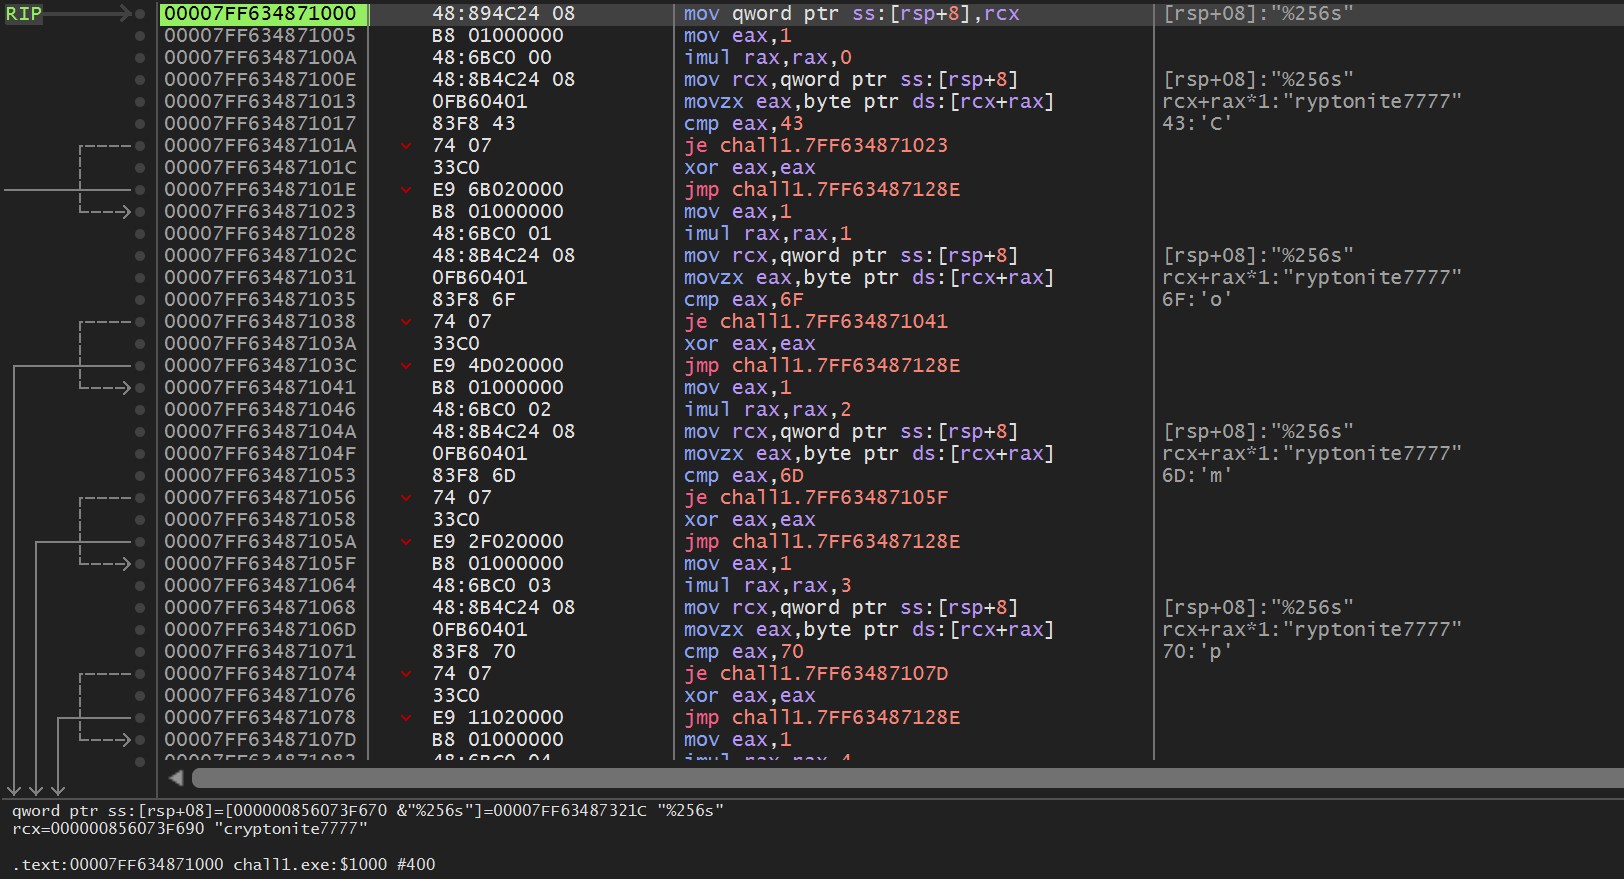 RIP 00007FF634871000 48:894C24 08 mov qword ptr ss:[rsp+8],rcx [rsp+08]:"%256s"
00007FF634871005 B8 01000000 mov eax,1
00007FF63487100A 48:6BC0 00 imul rax,rax,0
00007FF63487100E 48:8B4C24 08 mov rcx,qword ptr ss:[rsp+8] [rsp+08]:"%256s"
00007FF634871013 0FB60401 movzx eax,byte ptr ds:[rcx+rax] rcx+rax*1:"ryptonite7777"
00007FF634871017 83F8 43 cmp eax,43 43:'C'
00007FF63487101A 74 07 je chall1.7FF634871023
00007FF63487101C 33C0 xor eax,eax
00007FF63487101E E9 6B020000 jmp chall1.7FF63487128E
00007FF634871023 B8 01000000 mov eax,1
00007FF634871028 48:6BC0 01 imul rax,rax,1
00007FF63487102C 48:8B4C24 08 mov rcx,qword ptr ss:[rsp+8] [rsp+08]:"%256s"
00007FF634871031 0FB60401 movzx eax,byte ptr ds:[rcx+rax] rcx+rax*1:"ryptonite7777"
00007FF634871035 83F8 6F cmp eax,6F 6F:'o'
00007FF634871038 74 07 je chall1.7FF634871041
00007FF63487103A 33C0 xor eax,eax
00007FF63487103C E9 4D020000 jmp chall1.7FF63487128E
00007FF634871041 B8 01000000 mov eax,1
00007FF634871046 48:6BC0 02 imul rax,rax,2
00007FF63487104A 48:8B4C24 08 mov rcx,qword ptr ss:[rsp+8] [rsp+08]:"%256s"
00007FF63487104F 0FB60401 movzx eax,byte ptr ds:[rcx+rax] rcx+rax*1:"ryptonite7777"
00007FF634871053 83F8 6D cmp eax,6D 6D:'m'
00007FF634871056 74 07 je chall1.7FF63487105F
00007FF634871058 33C0 xor eax,eax
00007FF63487105A E9 2F020000 jmp chall1.7FF63487128E
00007FF63487105F B8 01000000 mov eax,1
00007FF634871064 48:6BC0 03 imul rax,rax,3
00007FF634871068 48:8B4C24 08 mov rcx,qword ptr ss:[rsp+8] [rsp+08]:"%256s"
00007FF63487106D 0FB60401 movzx eax,byte ptr ds:[rcx+rax] rcx+rax*1:"ryptonite7777"
00007FF634871071 83F8 70 cmp eax,70 70:'p'
00007FF634871074 74 07 je chall1.7FF63487107D
00007FF634871076 33C0 xor eax,eax
00007FF634871078 E9 11020000 jmp chall1.7FF63487128E
00007FF63487107D B8 01000000 mov eax,1
00007FF634871082 48:6BC0 04 imul rax,rax,4
qword ptr ss:[rsp+08]=[000000856073F670 &"%256s"]=00007FF63487321C "%256s"
rcx=000000856073F690 "cryptonite7777"
.text:00007FF634871000 chall1.exe:$1000 #400